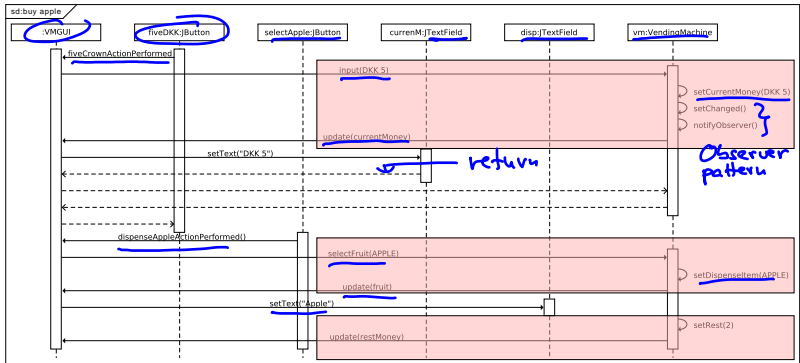 sd:buy apple
:VMGUI
fiveDKK:JButton
selectApple:JButton
currenM:JTextField
disp:JTextField
vm:VendingMachine
fiveCrownActionPerformed
input(DKK 5)
setCurrentMoney(DKK 5)
setChanged()
notifyObserver()
update(currentMoney)
setText("DKK 5")
Observer
pattern
return
dispenseAppleActionPerformed()
selectFruit(APPLE)
setDispenseItem(APPLE)
update(fruit)
setText("Apple")
setRest(2)
update(restMoney)